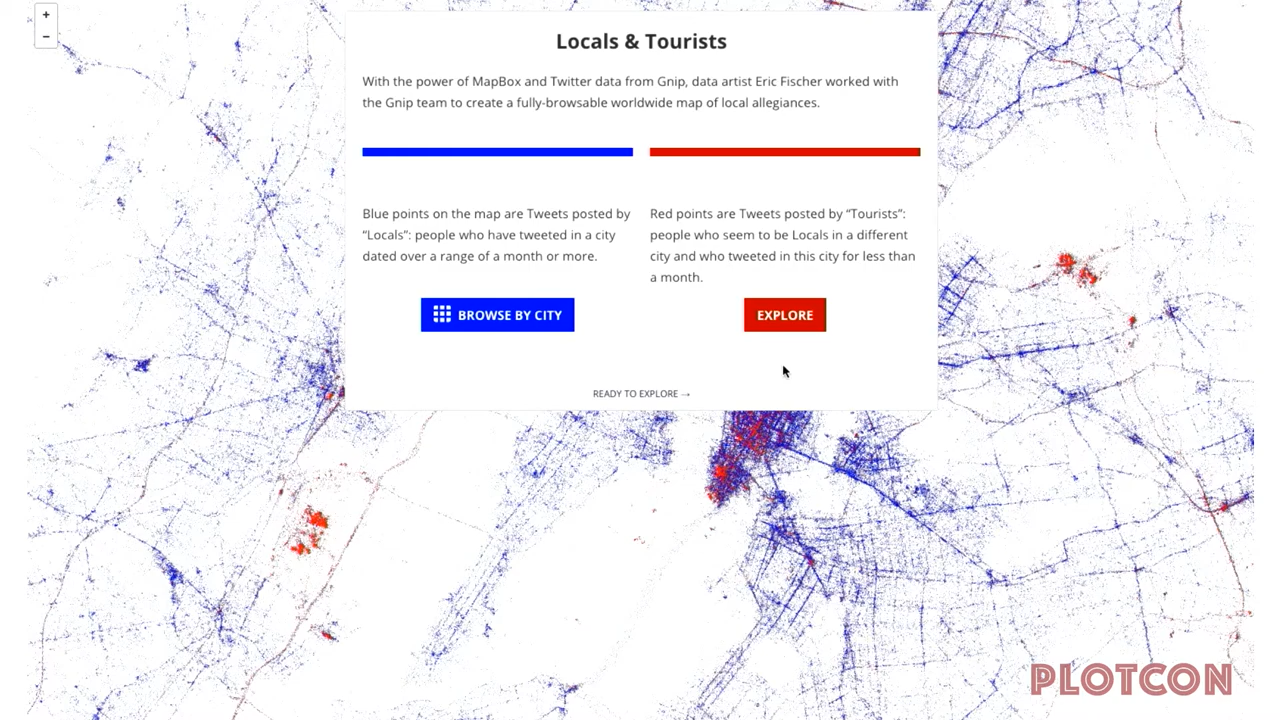 +
−
Locals & Tourists
With the power of MapBox and Twitter data from Gnip, data artist Eric Fischer worked with
the Gnip team to create a fully-browsable worldwide map of local allegiances.
Blue points on the map are Tweets posted by
“Locals”: people who have tweeted in a city
dated over a range of a month or more.
BROWSE BY CITY
Red points are Tweets posted by “Tourists”:
people who seem to be Locals in a different
city and who tweeted in this city for less than
a month.
EXPLORE
READY TO EXPLORE →
PLOTCON